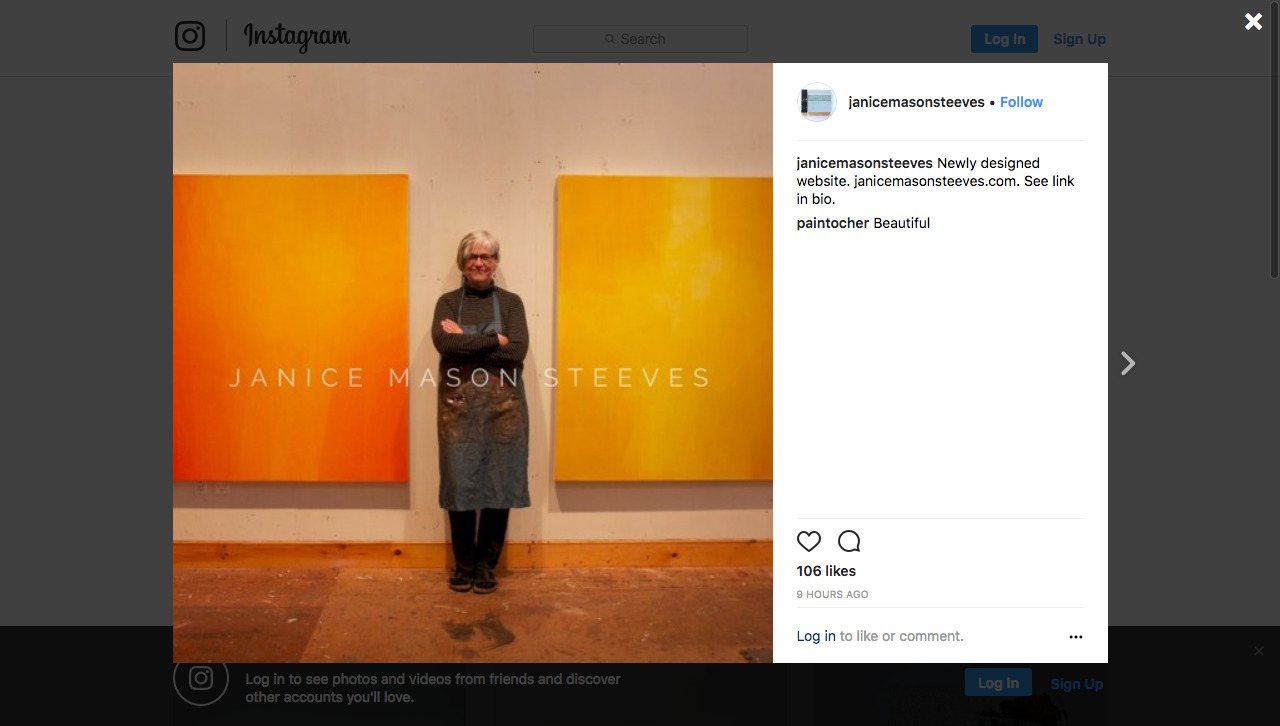 Instagram
Search
Log In
Sign Up
JANICE MASON STEEVES
janicemasonsteeves • Follow
janicemasonsteeves Newly designed
website. janicemasonsteeves.com. See link
in bio.
paintocher Beautiful
106 likes
9 HOURS AGO
Log in to like or comment.
Log in to see photos and videos from friends and discover
other accounts you'll love.
Log In
Sign Up